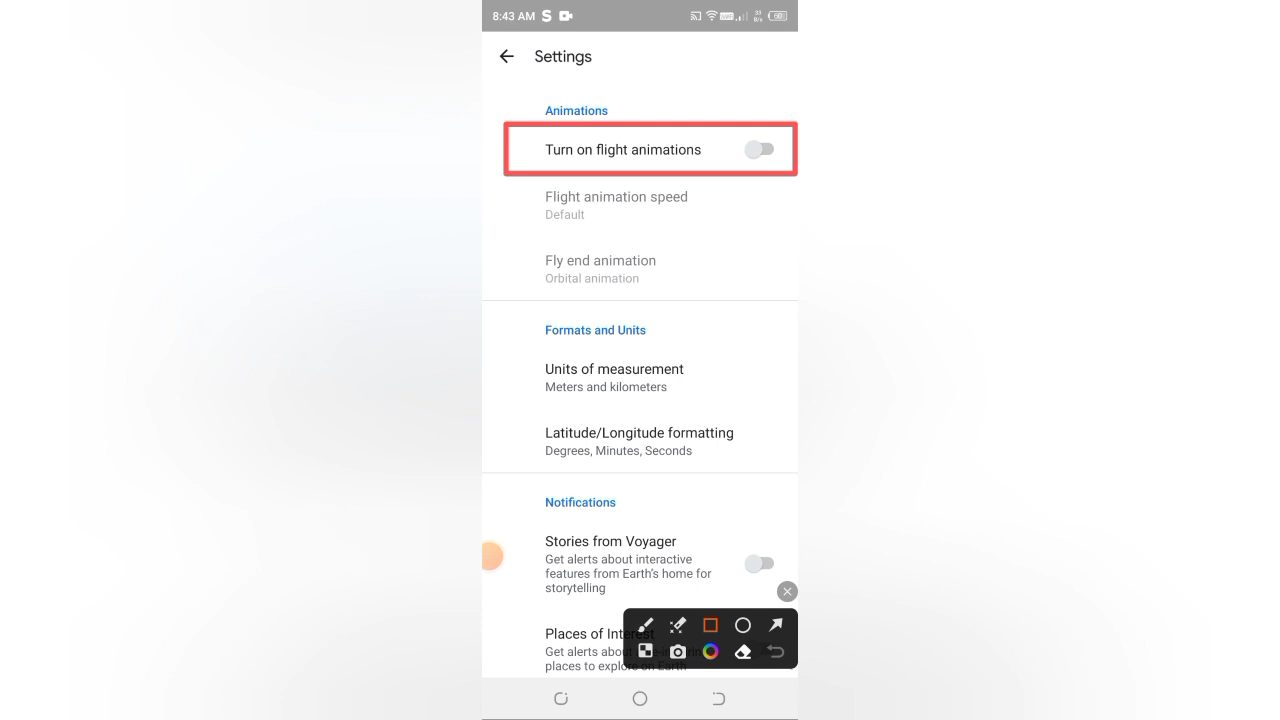 8:43 AM S
Settings
Animations
Turn on flight animations
Flight animation speed
Default
Fly end animation
Orbital animation
Formats and Units
Units of measurement
Meters and kilometers
Latitude/Longitude formatting
Degrees, Minutes, Seconds
Notifications
Stories from Voyager
Get alerts about interactive
features from Earth's home for
storytelling
Places of Interest
Get alerts about
places to explore on Earth